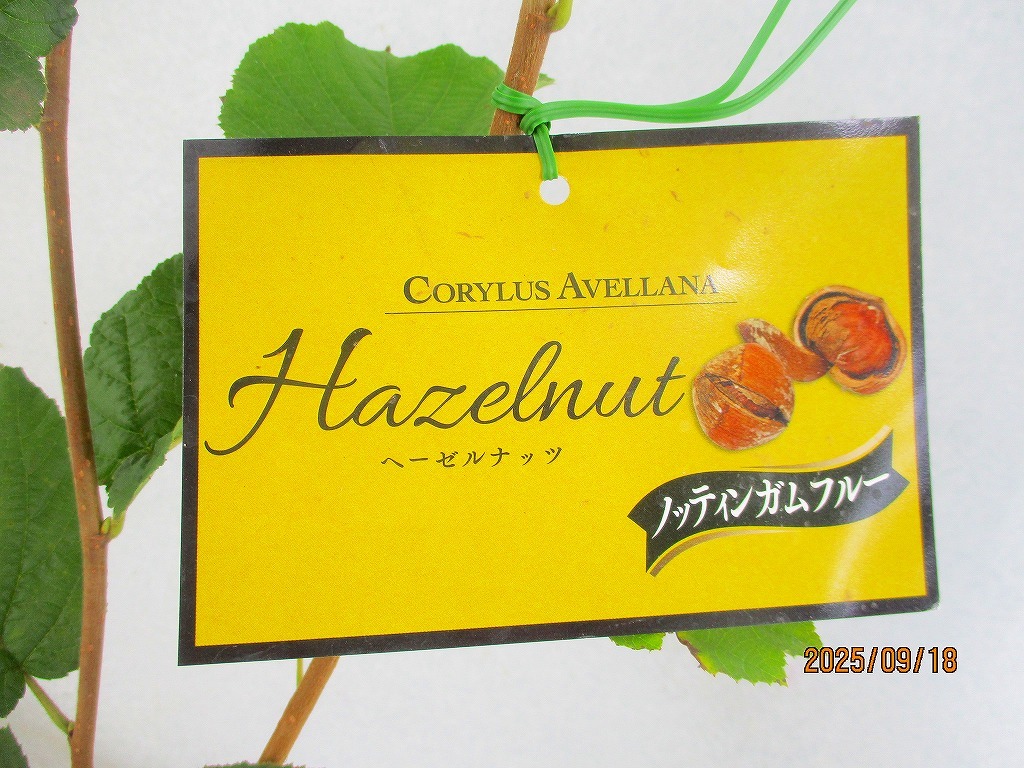 CORYLUS AVELLANA
Hazelnut
ヘーゼルナッツ
ノッティンガムフルー
2025/09/18